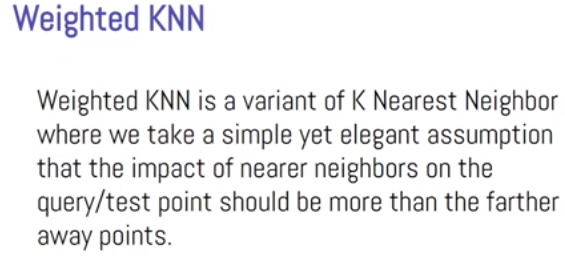 Weighted KNN
Weighted KNN is a variant of K Nearest Neighbor
where we take a simple yet elegant assumption
that the impact of nearer neighbors on the
query/test point should be more than the farther
away points.